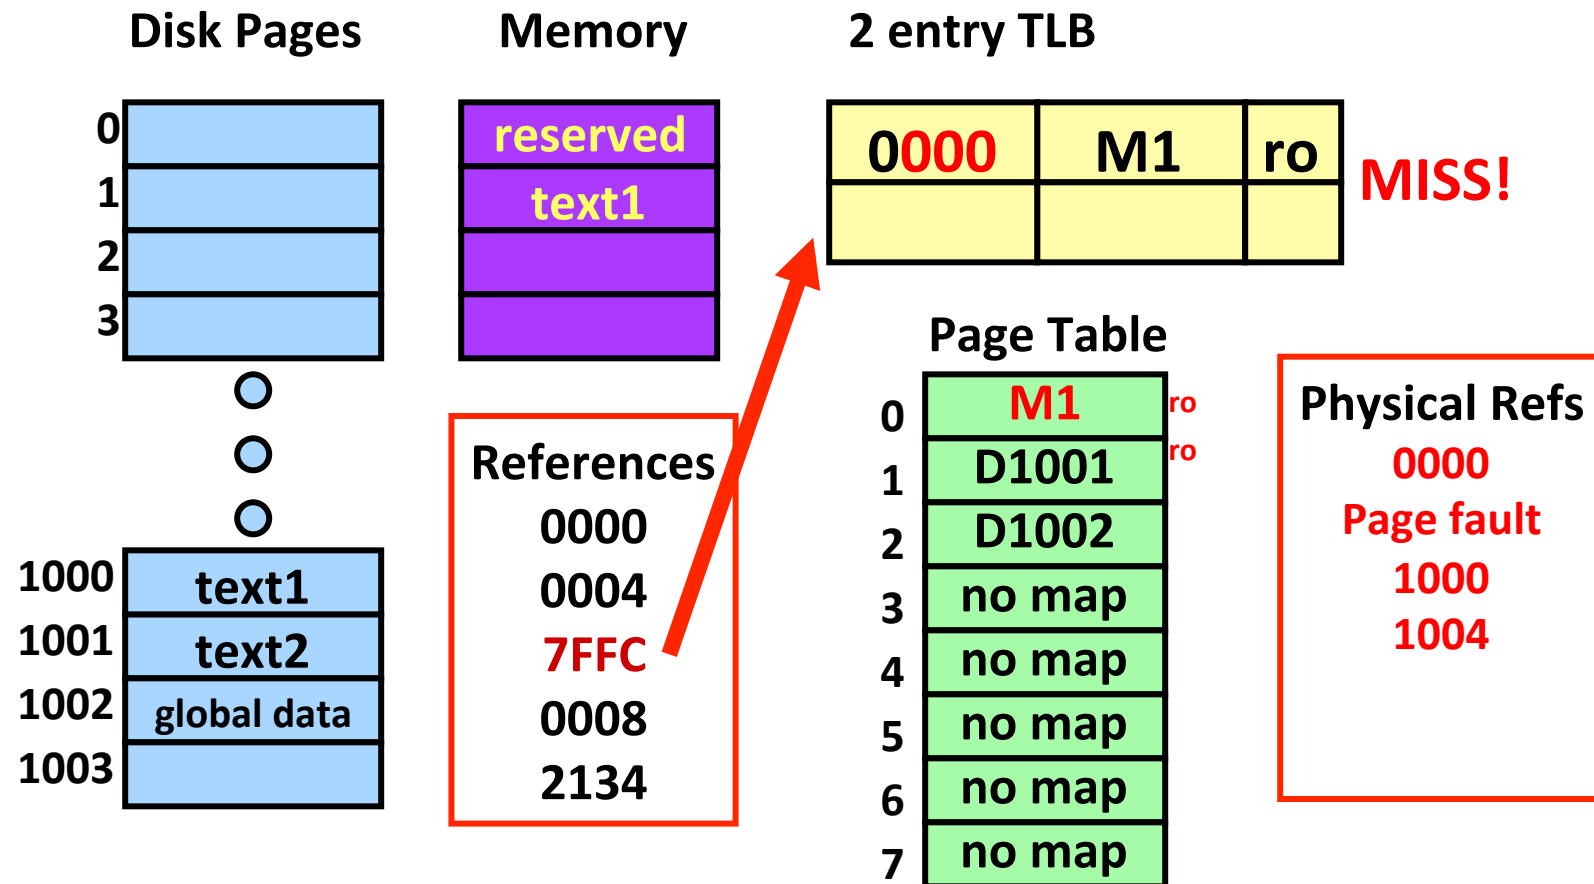 Disk Pages
Memory
2 entry TLB
0
1
2
3
1000 text1
1001 text2
1002 global data
1003
reserved
text1
References
0000
0004
7FFC
0008
2134
0000 M1 ro
MISS!
Page Table
0 M1 ro
1 D1001 ro
2 D1002
3 no map
4 no map
5 no map
6 no map
7 no map
Physical Refs
0000
Page fault
1000
1004